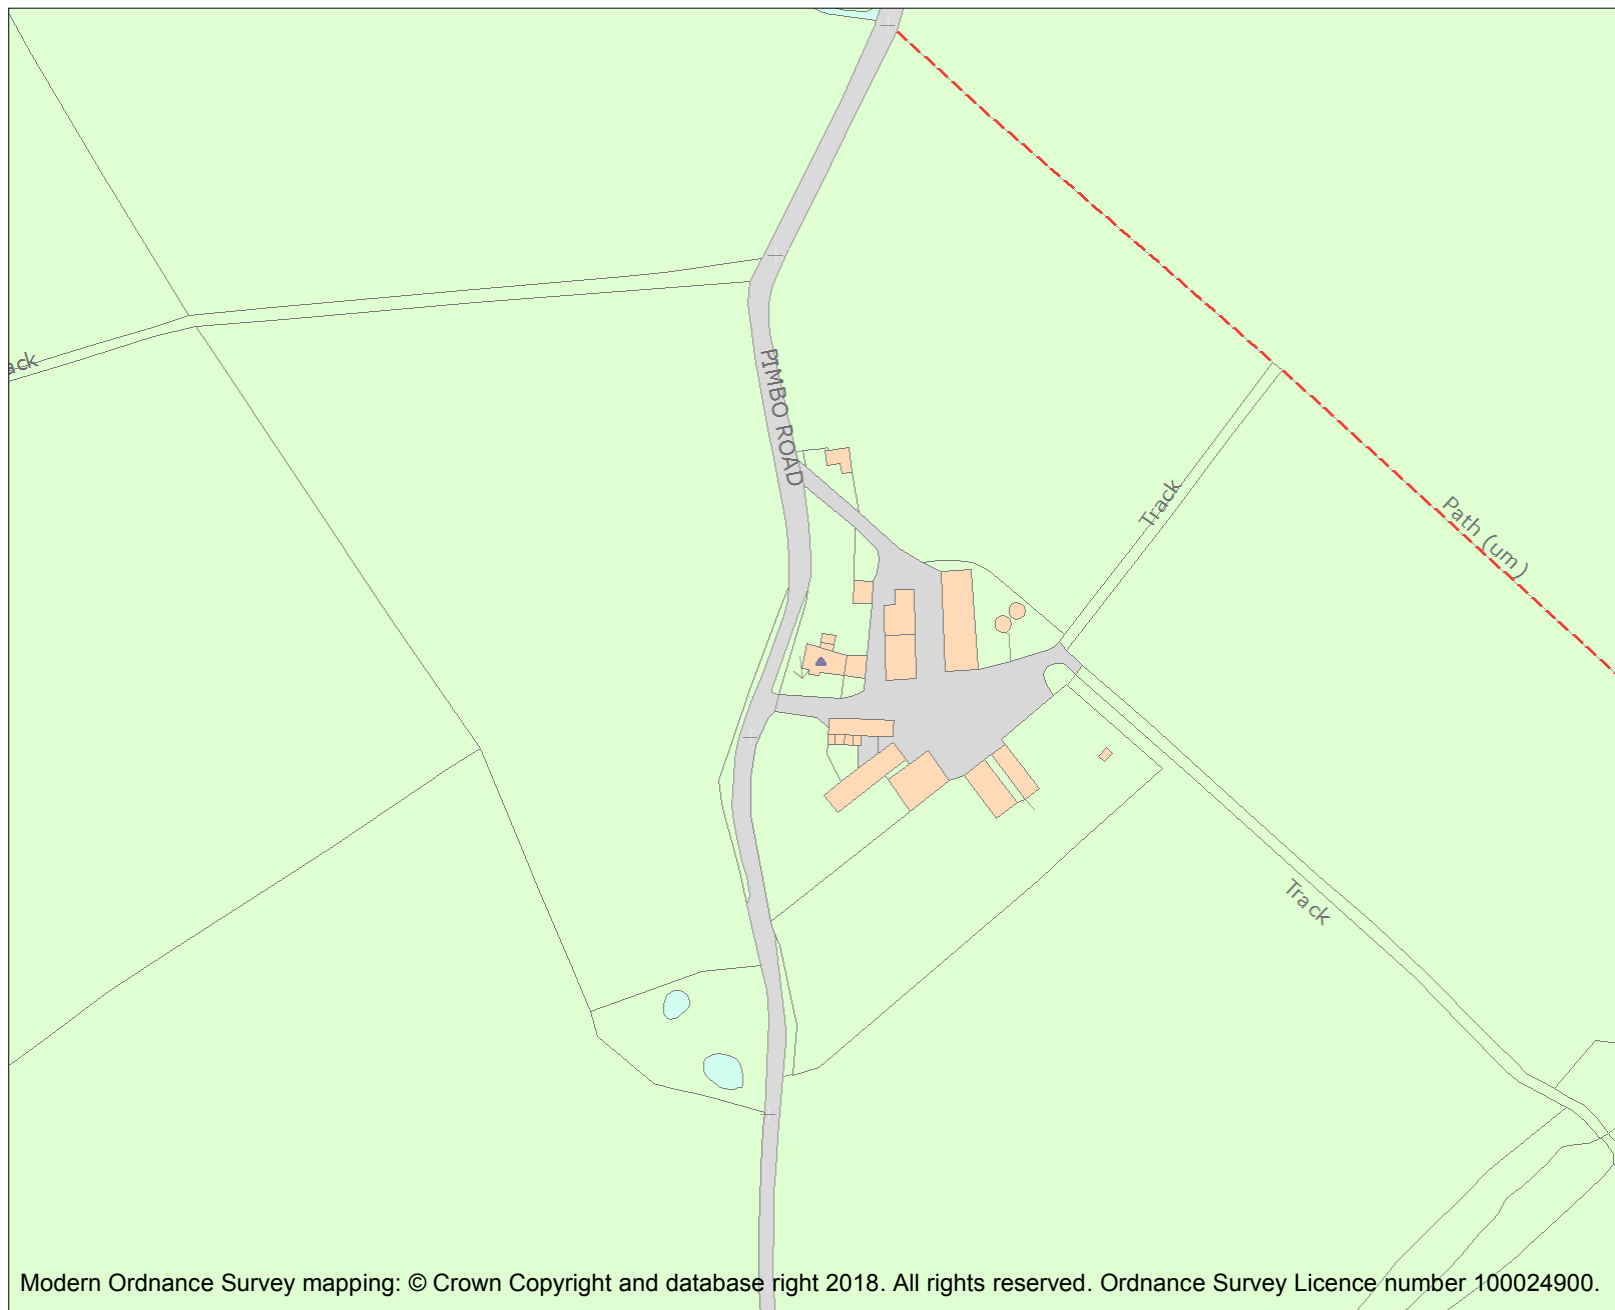 ack
PIMBO ROAD
Track
Path (um)
Track
Modern Ordnance Survey mapping: © Crown Copyright and database right 2018. All rights reserved. Ordnance Survey Licence number 100024900.